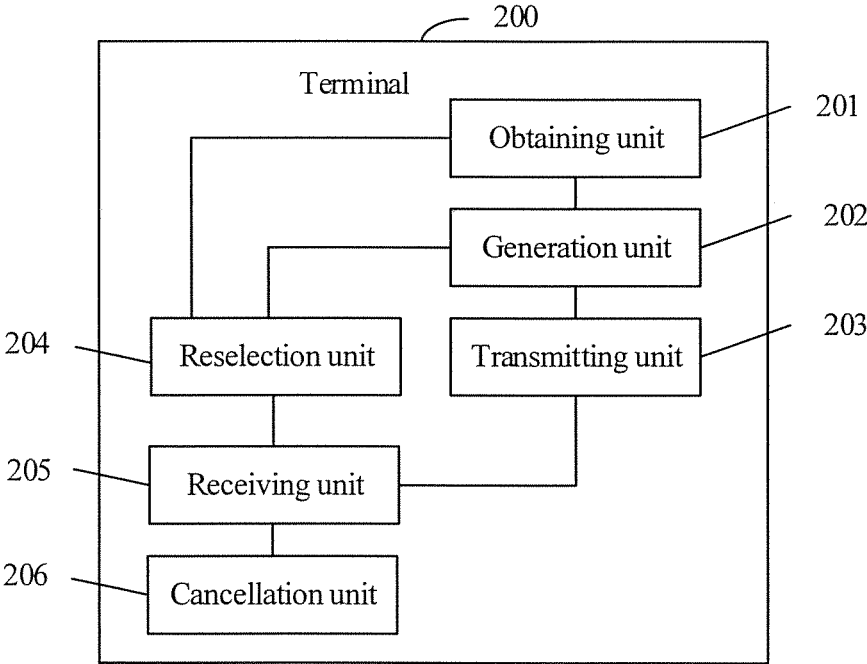 200
Terminal
201
Obtaining unit
202
Generation unit
203
204
Reselection unit
Transmitting unit
205
Receiving unit
206
Cancellation unit